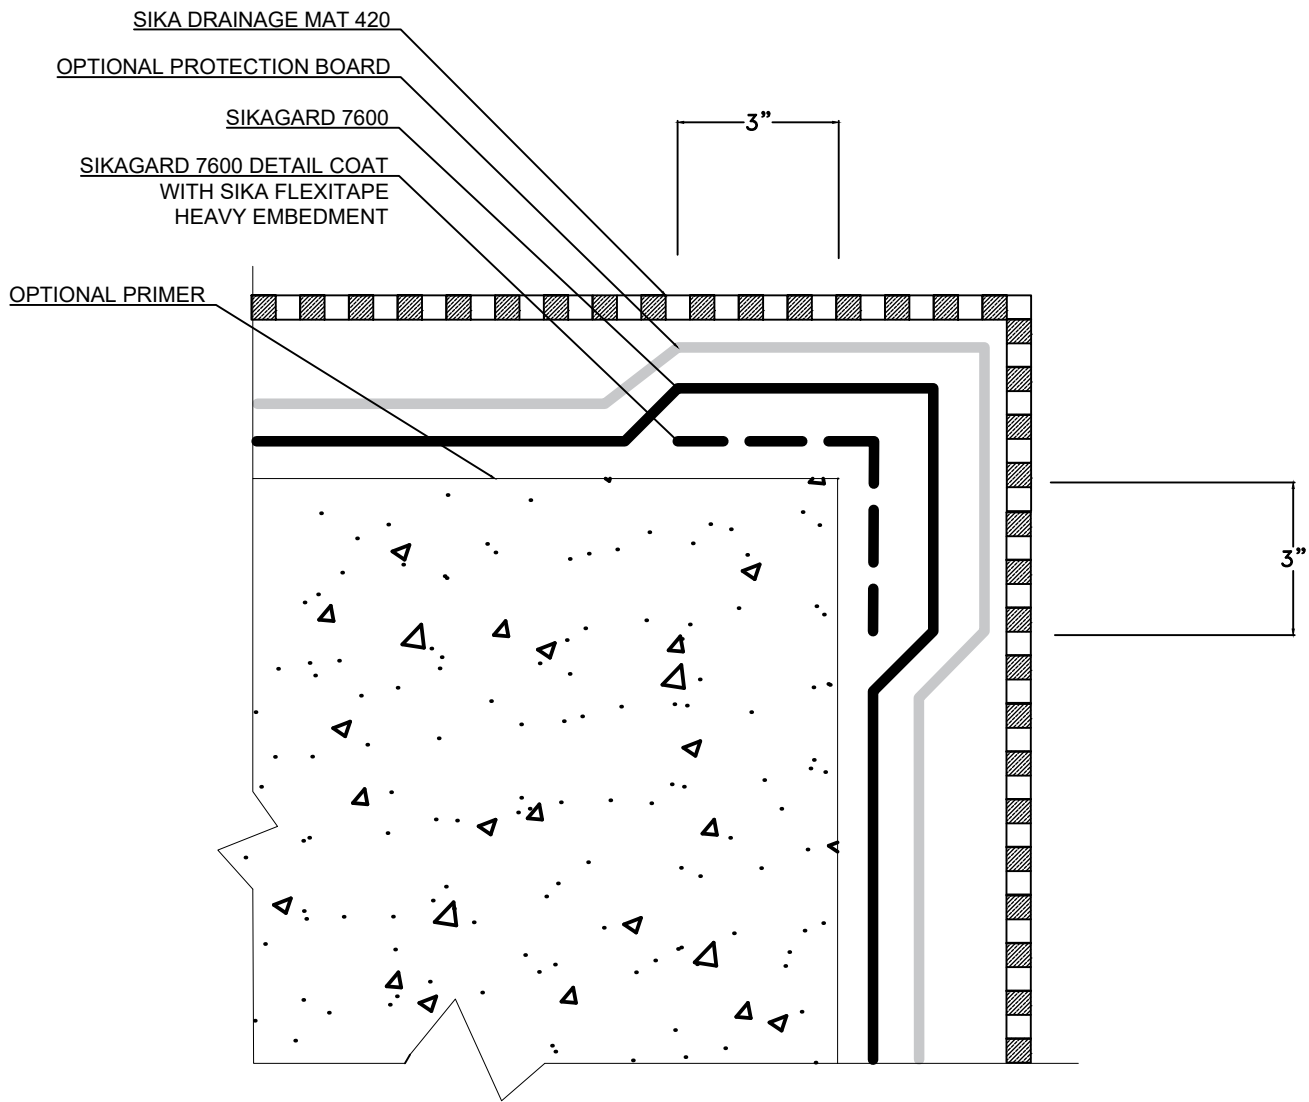 SIKA DRAINAGE MAT 420
OPTIONAL PROTECTION BOARD
SIKAGARD 7600
SIKAGARD 7600 DETAIL COAT
WITH SIKA FLEXITAPE
HEAVY EMBEDMENT
OPTIONAL PRIMER
3”
3”